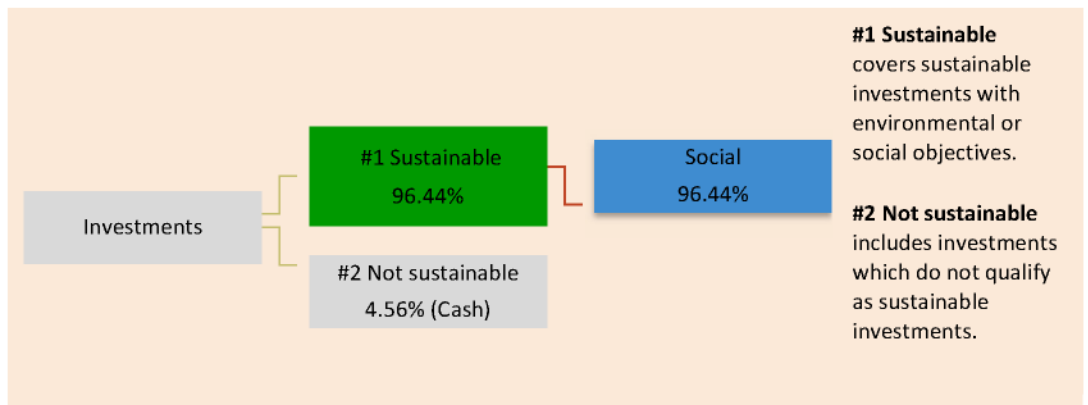 Investments
#1 Sustainable
96.44%
#2 Not sustainable
4.56% (Cash)
Social
96.44%
#1 Sustainable
covers sustainable
investments with
environmental or
social objectives.
#2 Not sustainable
includes investments
which do not qualify
as sustainable
investments.